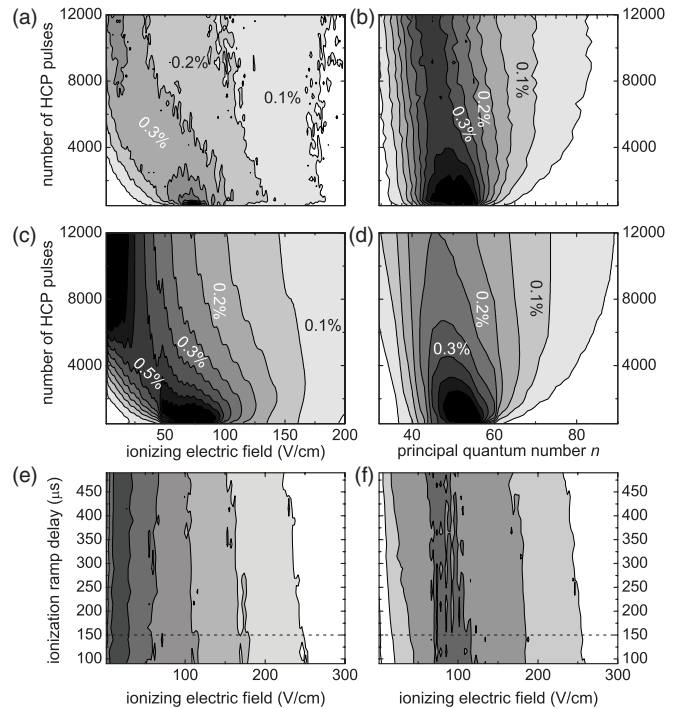 (a)
(b)
number of HCP pulses
12000
8000
4000
0.2%
0.1%
0.3%
0.1%
0.2%
0.3%
12000
8000
4000
(c)
(d)
number of HCP pulses
12000
8000
4000
0.2%
0.1%
0.3%
0.5%
0.1%
0.2%
0.3%
12000
8000
4000
50 100 150 200
40 60 80
ionizing electric field (V/cm)
principal quantum number n
(e)
(f)
ionization ramp delay (µs)
450
400
350
300
250
200
150
100
450
400
350
300
250
200
150
100
100 200 300
100 200 300
ionizing electric field (V/cm)
ionizing electric field (V/cm)